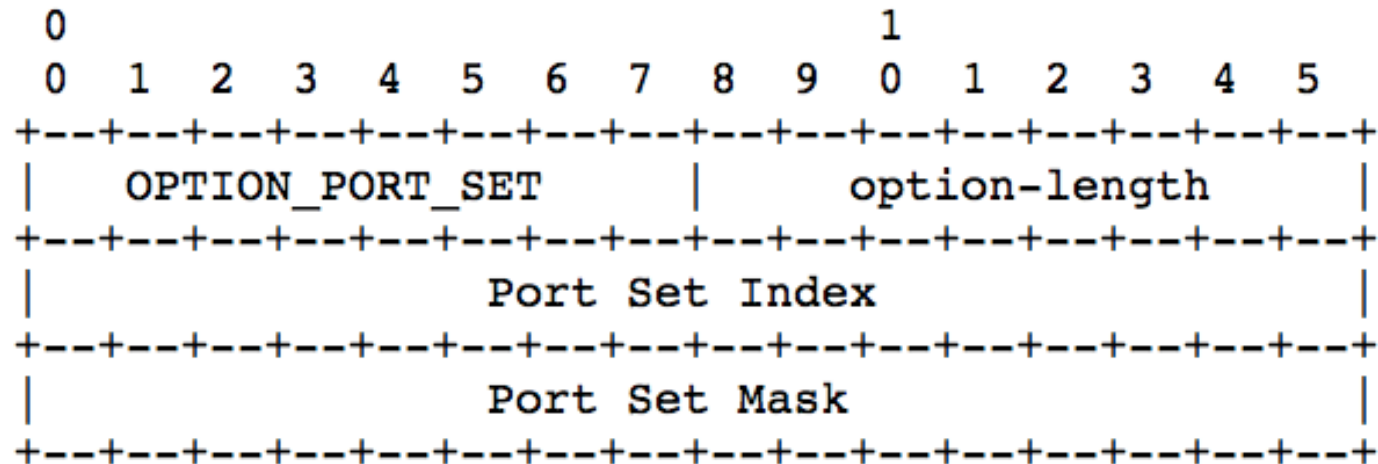 0                             1
0  1  2  3  4  5  6  7  8  9  0  1  2  3  4  5
+--+--+--+--+--+--+--+--+--+--+--+--+--+--+--+--+
|   OPTION_PORT_SET     |     option-length     |
+--+--+--+--+--+--+--+--+--+--+--+--+--+--+--+--+
|                Port Set Index                 |
+--+--+--+--+--+--+--+--+--+--+--+--+--+--+--+--+
|                Port Set Mask                  |
+--+--+--+--+--+--+--+--+--+--+--+--+--+--+--+--+